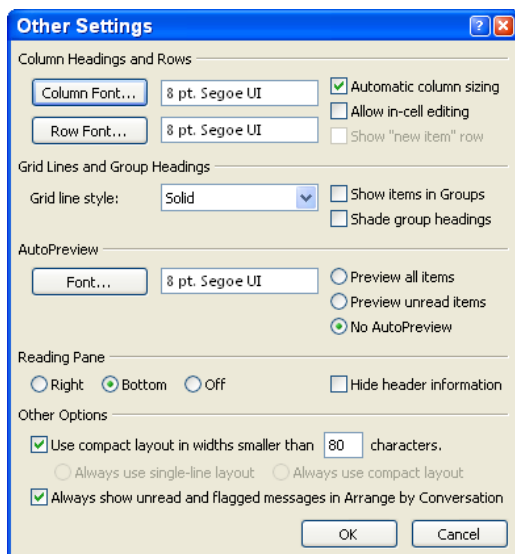 Other Settings
Column Headings and Rows
Column Font... 8 pt. Segoe UI Automatic column sizing
Allow in-cell editing
Row Font... 8 pt. Segoe UI Show "new item" row
Grid Lines and Group Headings
Grid line style: Solid Show items in Groups
Shade group headings
AutoPreview
Font... 8 pt. Segoe UI Preview all items
Preview unread items
No AutoPreview
Reading Pane
Right Bottom Off Hide header information
Other Options
Use compact layout in widths smaller than 80 characters.
Always use single-line layout Always use compact layout
Always show unread and flagged messages in Arrange by Conversation
OK Cancel